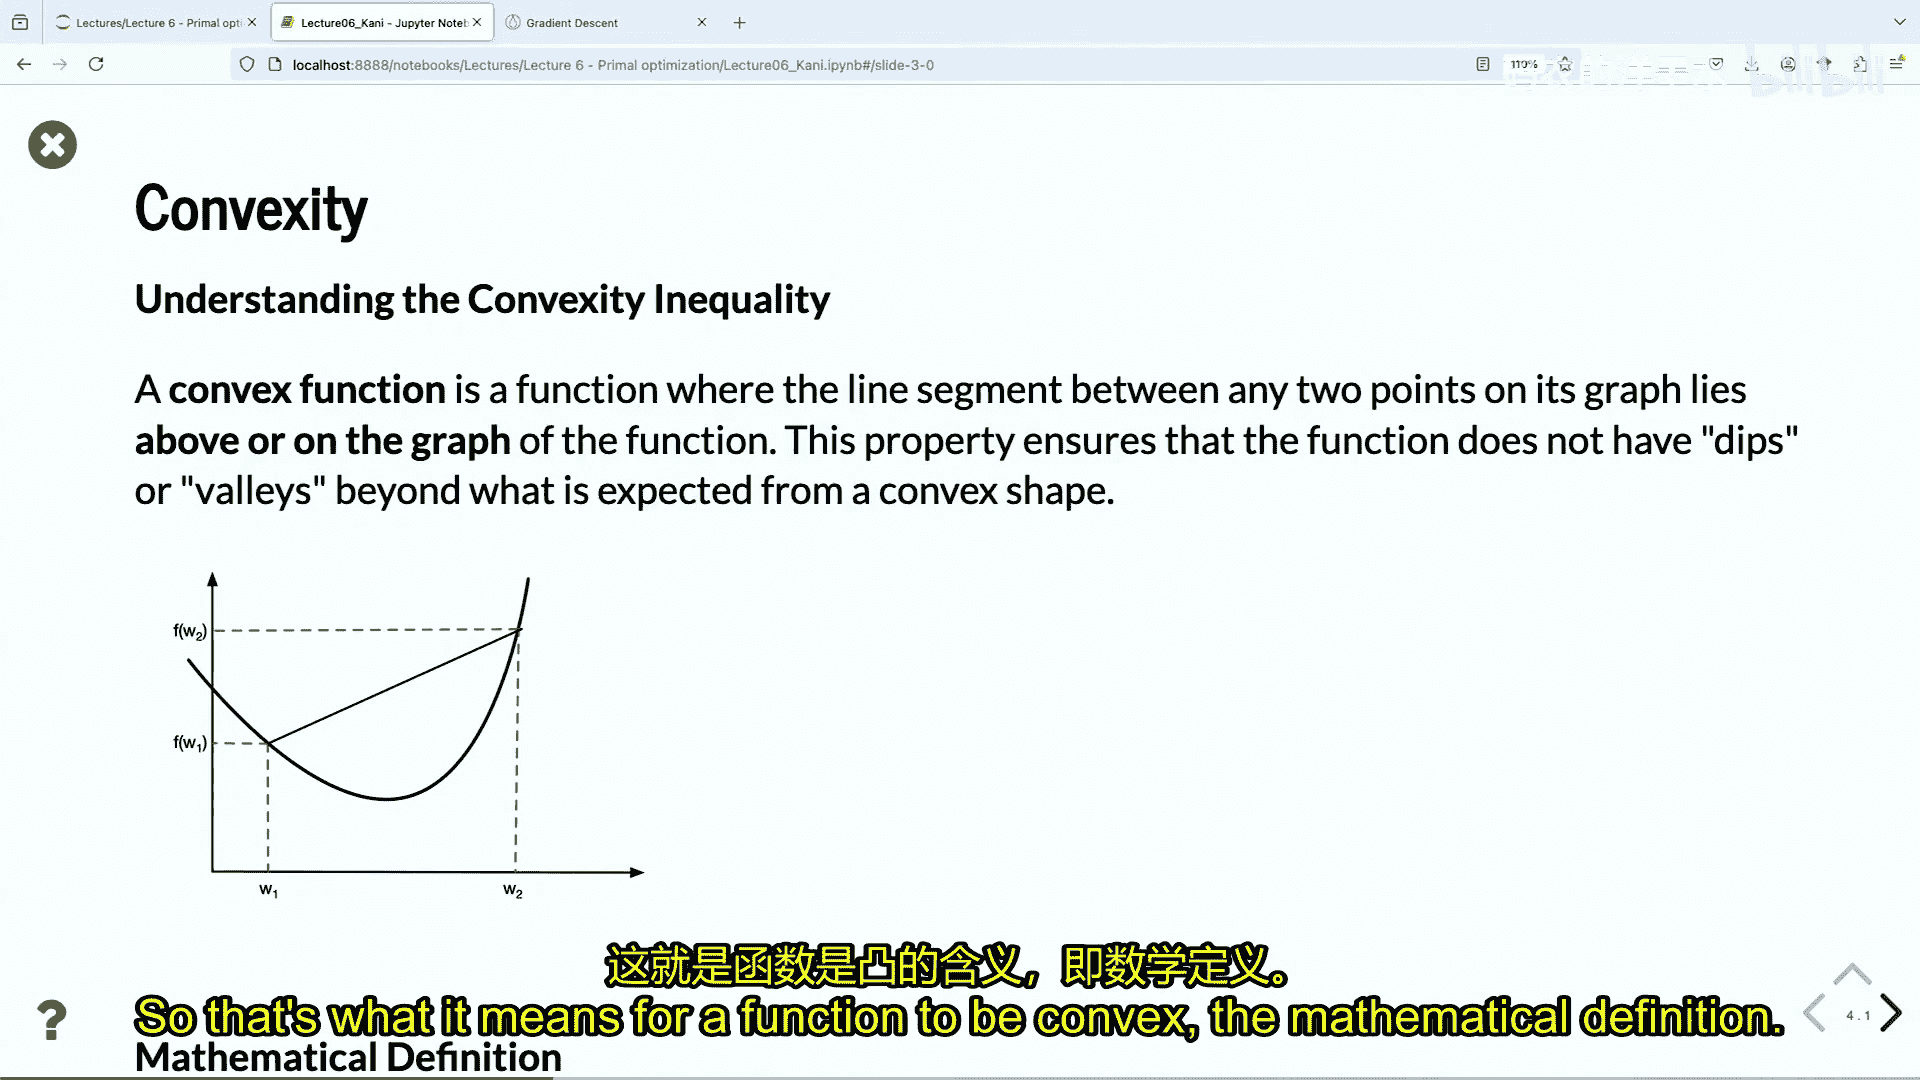 Lectures/Lecture 6 - Primal opti
Lecture06_Kani - Jupyter Note
Gradient Descent
localhost:8888/notebooks/Lectures/Lecture 6 - Primal optimization/Lecture06_Kani.ipynb#/slide-3-0
110%
bilibili
Convexity
Understanding the Convexity Inequality
A convex function is a function where the line segment between any two points on its graph lies
above or on the graph of the function. This property ensures that the function does not have "dips"
or "valleys" beyond what is expected from a convex shape.
f(w₂)
f(w₁)
w₁
w₂
这就是函数是凸的含义，即数学定义。
So that's what it means for a function to be convex, the mathematical definition.
4.1
Mathematical Definition